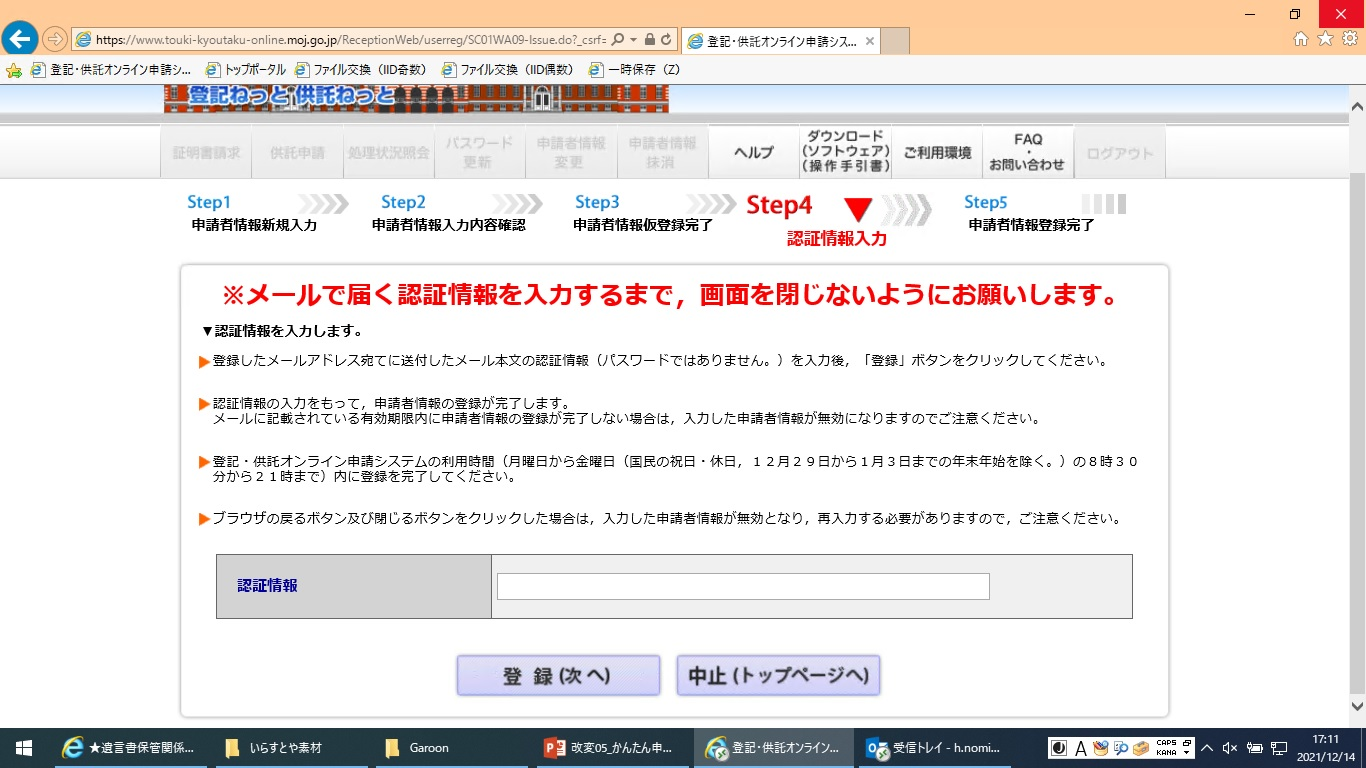 https://www.touki-kyoutaku-online.moj.go.jp/ReceptionWeb/userreg/SC01WA09-Issue.do?_csrf=
登記・供託オンライン申請シス...
登記・供託オンライン申請シ...
トップポータル
ファイル交換（IID奇数）
ファイル交換（IID偶数）
一時保存（Z）
登記ねっと 供託ねっと
証明書請求
供託申請
処理状況照会
パスワード
更新
申請者情報
変更
申請者情報
抹消
ヘルプ
ダウンロード
（ソフトウェア）
（操作手引書）
ご利用環境
FAQ
・
お問い合わせ
ログアウト
Step1
申請者情報新規入力
Step2
申請者情報入力内容確認
Step3
申請者情報仮登録完了
Step4
認証情報入力
Step5
申請者情報登録完了
※メールで届く認証情報を入力するまで，画面を閉じないようにお願いします。
▼認証情報を入力します。
登録したメールアドレス宛てに送付したメール本文の認証情報（パスワードではありません。）を入力後，「登録」ボタンをクリックしてください。
認証情報の入力をもって，申請者情報の登録が完了します。
メールに記載されている有効期限内に申請者情報の登録が完了しない場合は，入力した申請者情報が無効になりますのでご注意ください。
登記・供託オンライン申請システムの利用時間（月曜日から金曜日（国民の祝日・休日，１２月２９日から１月３日までの年末年始を除く。）の８時３０
分から２１時まで）内に登録を完了してください。
ブラウザの戻るボタン及び閉じるボタンをクリックした場合は，入力した申請者情報が無効となり，再入力する必要がありますので，ご注意ください。
認証情報
登 録 (次 へ)
中止 (トップページへ)
★遺言書保管関係...
いらすとや素材
Garoon
改変05_かんたん申...
登記・供託オンライン...
受信トレイ - h.nomi...
A
CAPS
KANA
17:11
2021/12/14